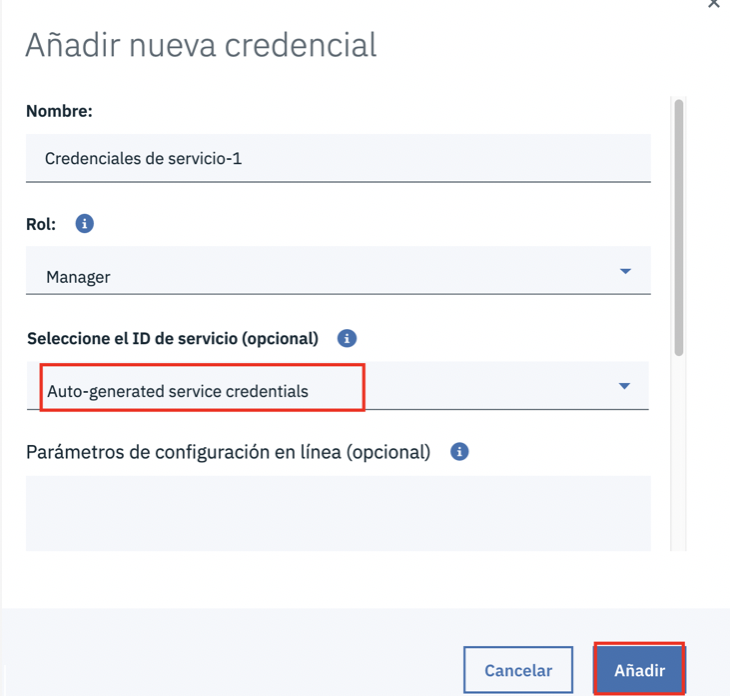 Añadir nueva credencial
Nombre:
Credenciales de servicio-1
Rol:
Manager
Seleccione el ID de servicio (opcional)
Auto-generated service credentials
Parámetros de configuración en línea (opcional)
Cancelar
Añadir